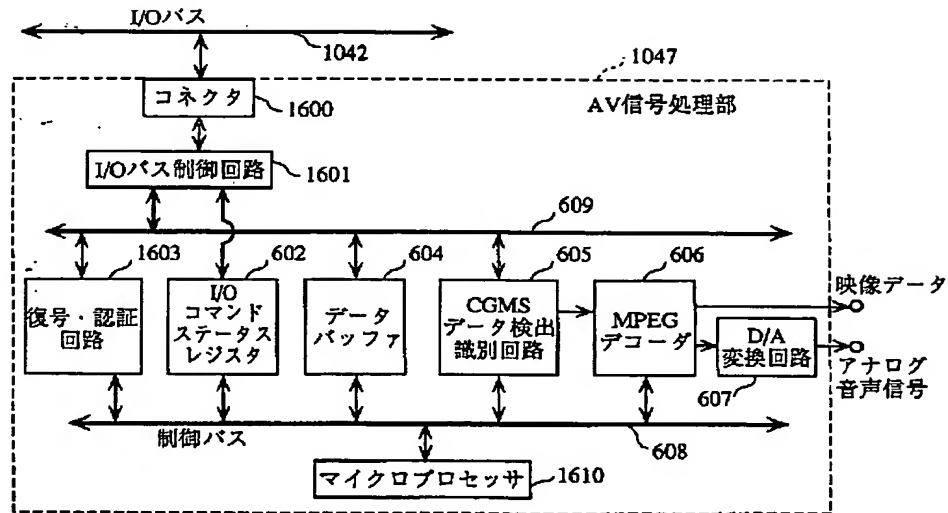 I/Oバス
1042
1047
コネクタ
1600
AV信号処理部
I/Oバス制御回路
1601
609
1603
602
604
605
606
復号・認証
回路
I/O
コマンド
ステータス
レジスタ
データ
バッファ
CGMS
データ検出
識別回路
MPEG
デコーダ
映像データ
D/A
変換回路
607
アナログ
音声信号
制御バス
608
マイクロプロセッサ
1610